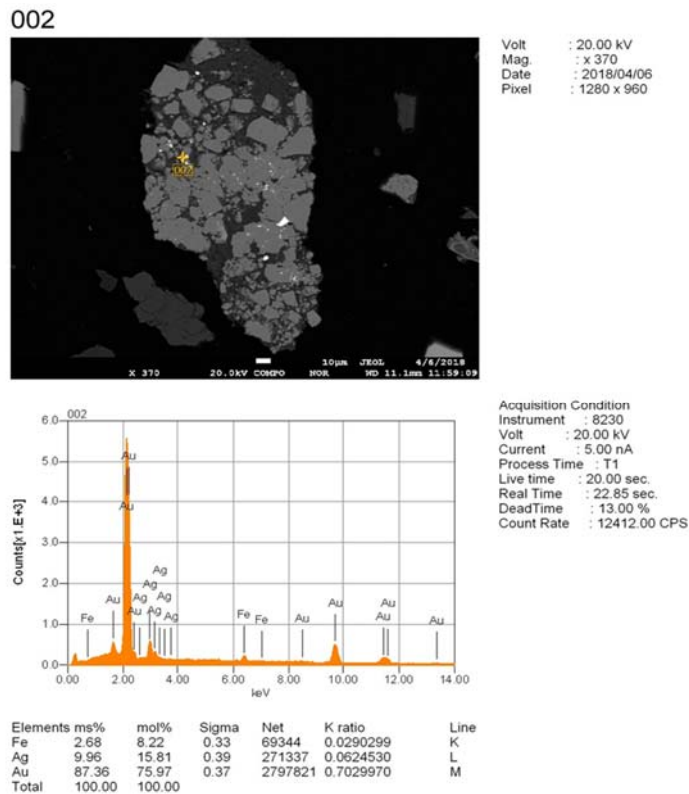 002
Volt : 20.00 kV
Mag. : x 370
Date : 2018/04/06
Pixel : 1280 x 960
002
10µm JEOL 4/6/2018
X 370 20.0kV COMPO NOR WD 11.1mm 11:59:09
Acquisition Condition
Instrument : 8230
Volt : 20.00 kV
Current : 5.00 nA
Process Time : T1
Live time : 20.00 sec.
Real Time : 22.85 sec.
DeadTime : 13.00 %
Count Rate : 12412.00 CPS
002
Counts[x1.E+3]
6.0
5.0
4.0
3.0
2.0
1.0
0.0
Au
Au
Ag
Ag
Ag
Au
Ag
Fe
Au
Ag
Ag
Fe
Fe
Au
Au
Au
Au
Au
0.00 2.00 4.00 6.00 8.00 10.00 12.00 14.00
keV
Elements ms% mol% Sigma Net K ratio Line
Fe 2.68 8.22 0.33 69344 0.0290299 K
Ag 9.96 15.81 0.39 271337 0.0624530 L
Au 87.36 75.97 0.37 2797821 0.7029970 M
Total 100.00 100.00